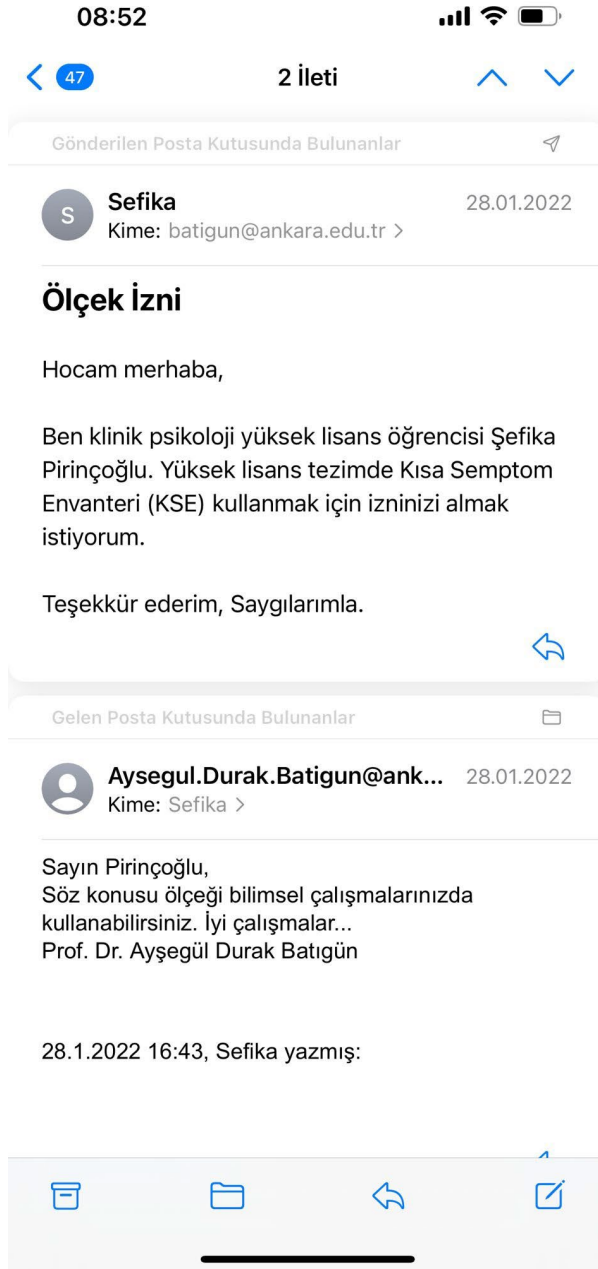 08:52
47
2 İleti
Gönderilen Posta Kutusunda Bulunanlar
S
Sefika
28.01.2022
Kime: batigun@ankara.edu.tr >
Ölçek İzni
Hocam merhaba,
Ben klinik psikoloji yüksek lisans öğrencisi Şefika
Pirinçoğlu. Yüksek lisans tezimde Kısa Semptom
Envanteri (KSE) kullanmak için izninizi almak
istiyorum.
Teşekkür ederim, Saygılarımla.
Gelen Posta Kutusunda Bulunanlar
Aysegul.Durak.Batigun@ank...
28.01.2022
Kime: Sefika >
Sayın Pirinçoğlu,
Söz konusu ölçeği bilimsel çalışmalarınızda
kullanabilirsiniz. İyi çalışmalar...
Prof. Dr. Ayşegül Durak Batıgün
28.1.2022 16:43, Sefika yazmış: